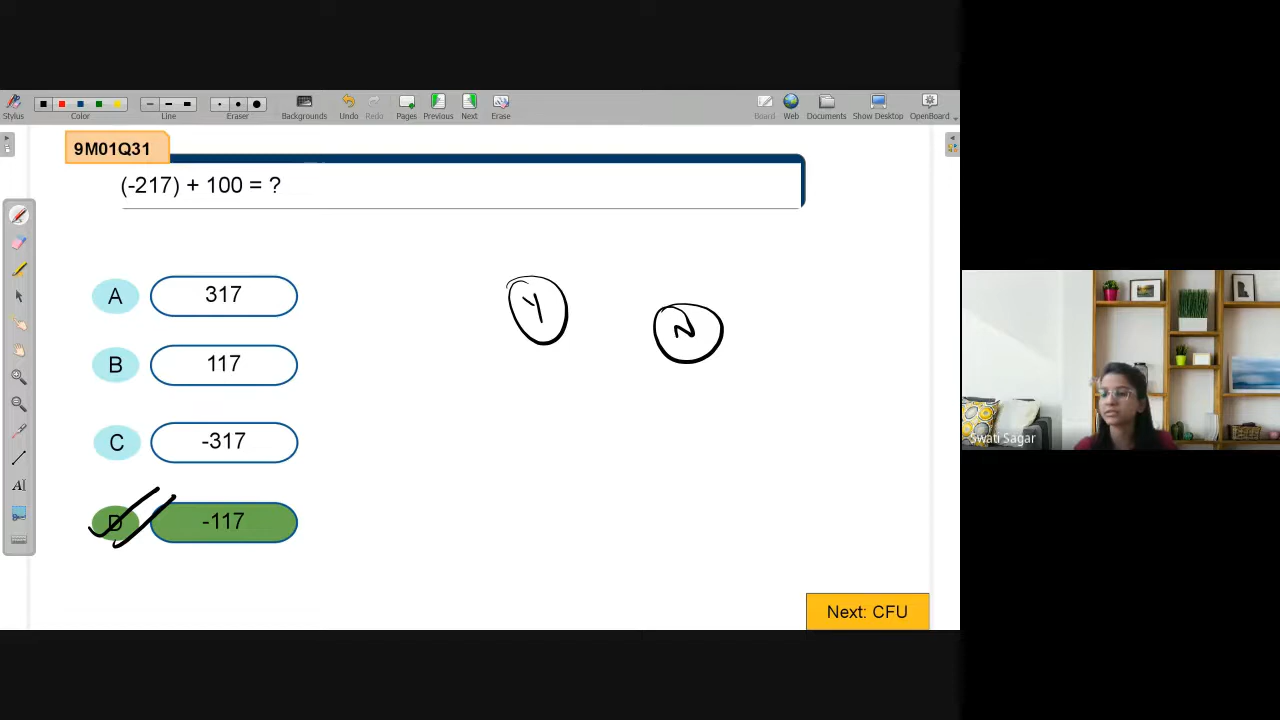 Stylus
Color
Line
Eraser
Backgrounds
Undo
Redo
Pages
Previous
Next
Erase
Board
Web
Documents
Show Desktop
OpenBoard
9M01Q31
(-217) + 100 = ?
A 317
B 117
C -317
D -117
Y
N
AI
Next: CFU
Swati Sagar